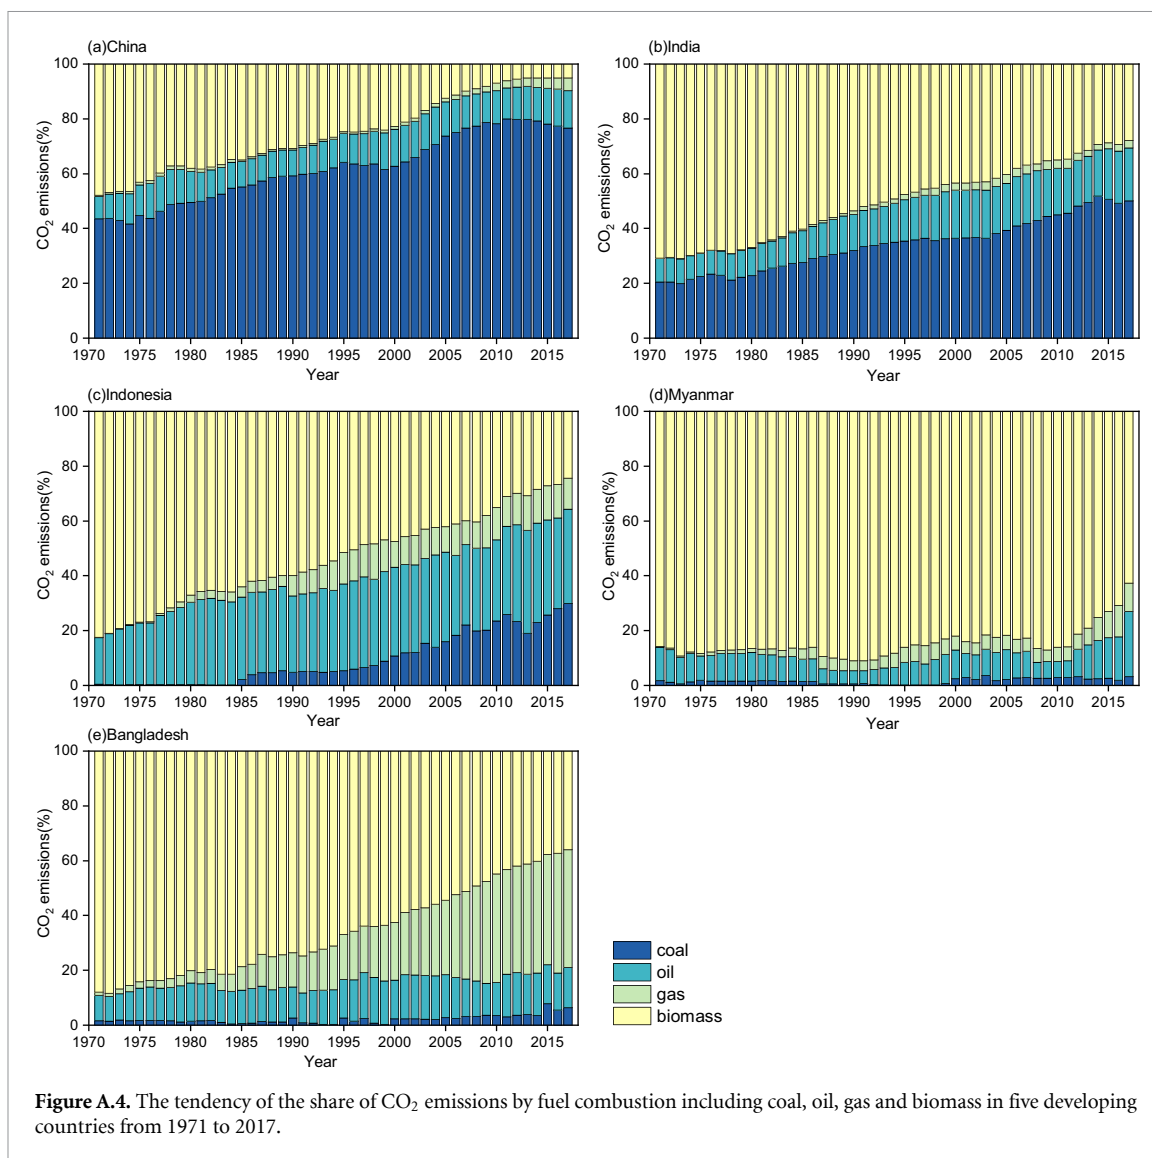 (a)China
100
80
60
40
20
0
CO2 emissions(%)
1970 1975 1980 1985 1990 1995 2000 2005 2010 2015
Year
(b)India
100
80
60
40
20
0
CO2 emissions(%)
1970 1975 1980 1985 1990 1995 2000 2005 2010 2015
Year
(c)Indonesia
100
80
60
40
20
0
CO2 emissions(%)
1970 1975 1980 1985 1990 1995 2000 2005 2010 2015
Year
(d)Myanmar
100
80
60
40
20
0
CO2 emissions(%)
1970 1975 1980 1985 1990 1995 2000 2005 2010 2015
Year
(e)Bangladesh
100
80
60
40
20
0
CO2 emissions(%)
1970 1975 1980 1985 1990 1995 2000 2005 2010 2015
Year
coal
oil
gas
biomass
Figure A.4. The tendency of the share of CO2 emissions by fuel combustion including coal, oil, gas and biomass in five developing
countries from 1971 to 2017.